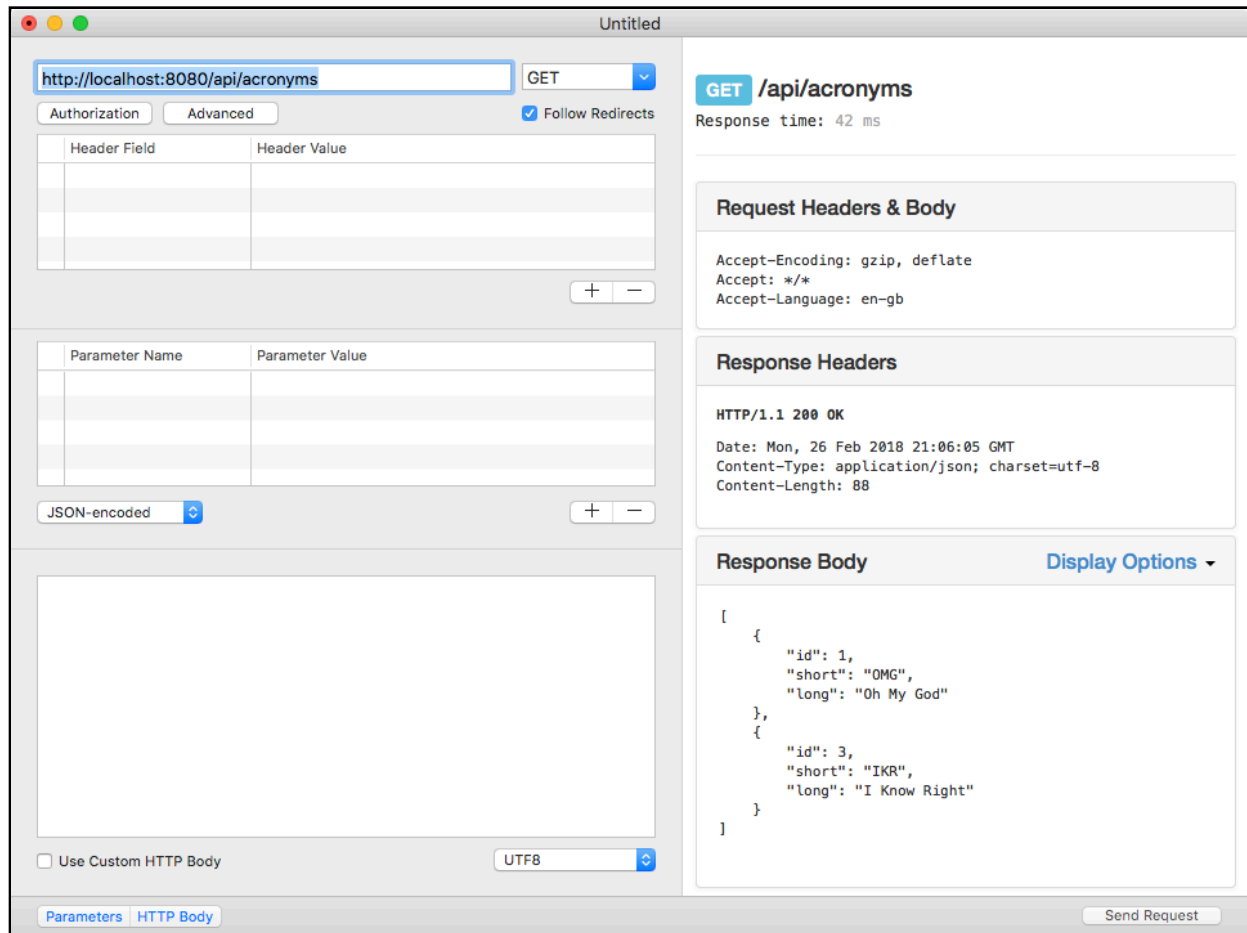 Untitled
http://localhost:8080/api/acronyms
GET
Authorization
Advanced
Follow Redirects
Header Field
Header Value
+ −
Parameter Name
Parameter Value
JSON-encoded
+ −
Use Custom HTTP Body
UTF8
Parameters
HTTP Body
GET /api/acronyms
Response time: 42 ms
Request Headers & Body
Accept-Encoding: gzip, deflate
Accept: */*
Accept-Language: en-gb
Response Headers
HTTP/1.1 200 OK
Date: Mon, 26 Feb 2018 21:06:05 GMT
Content-Type: application/json; charset=utf-8
Content-Length: 88
Response Body
Display Options
[
    {
        "id": 1,
        "short": "OMG",
        "long": "Oh My God"
    },
    {
        "id": 3,
        "short": "IKR",
        "long": "I Know Right"
    }
]
Send Request